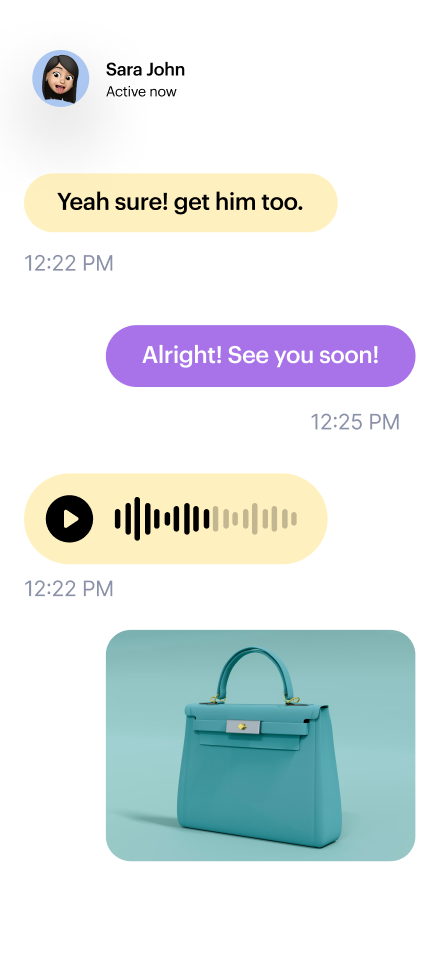 Sara John
Active now
Yeah sure! get him too.
12:22 PM
Alright! See you soon!
12:25 PM
12:22 PM